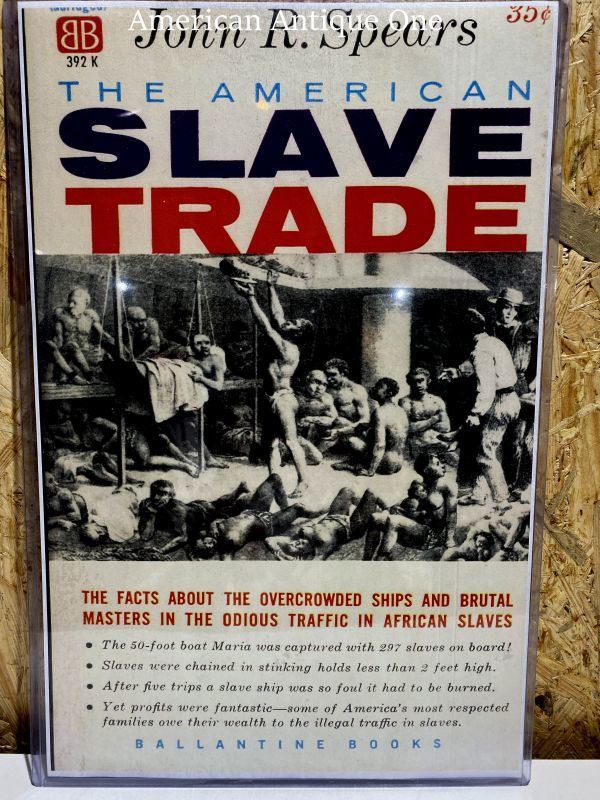 (abridged)
American Antique One
John R. Spears
35¢
BB
392 K
THE AMERICAN
SLAVE
TRADE
THE FACTS ABOUT THE OVERCROWDED SHIPS AND BRUTAL
MASTERS IN THE ODIOUS TRAFFIC IN AFRICAN SLAVES
• The 50-foot boat Maria was captured with 297 slaves on board!
• Slaves were chained in stinking holds less than 2 feet high.
• After five trips a slave ship was so foul it had to be burned.
• Yet profits were fantastic—some of America's most respected
families owe their wealth to the illegal traffic in slaves.
BALLANTINE BOOKS